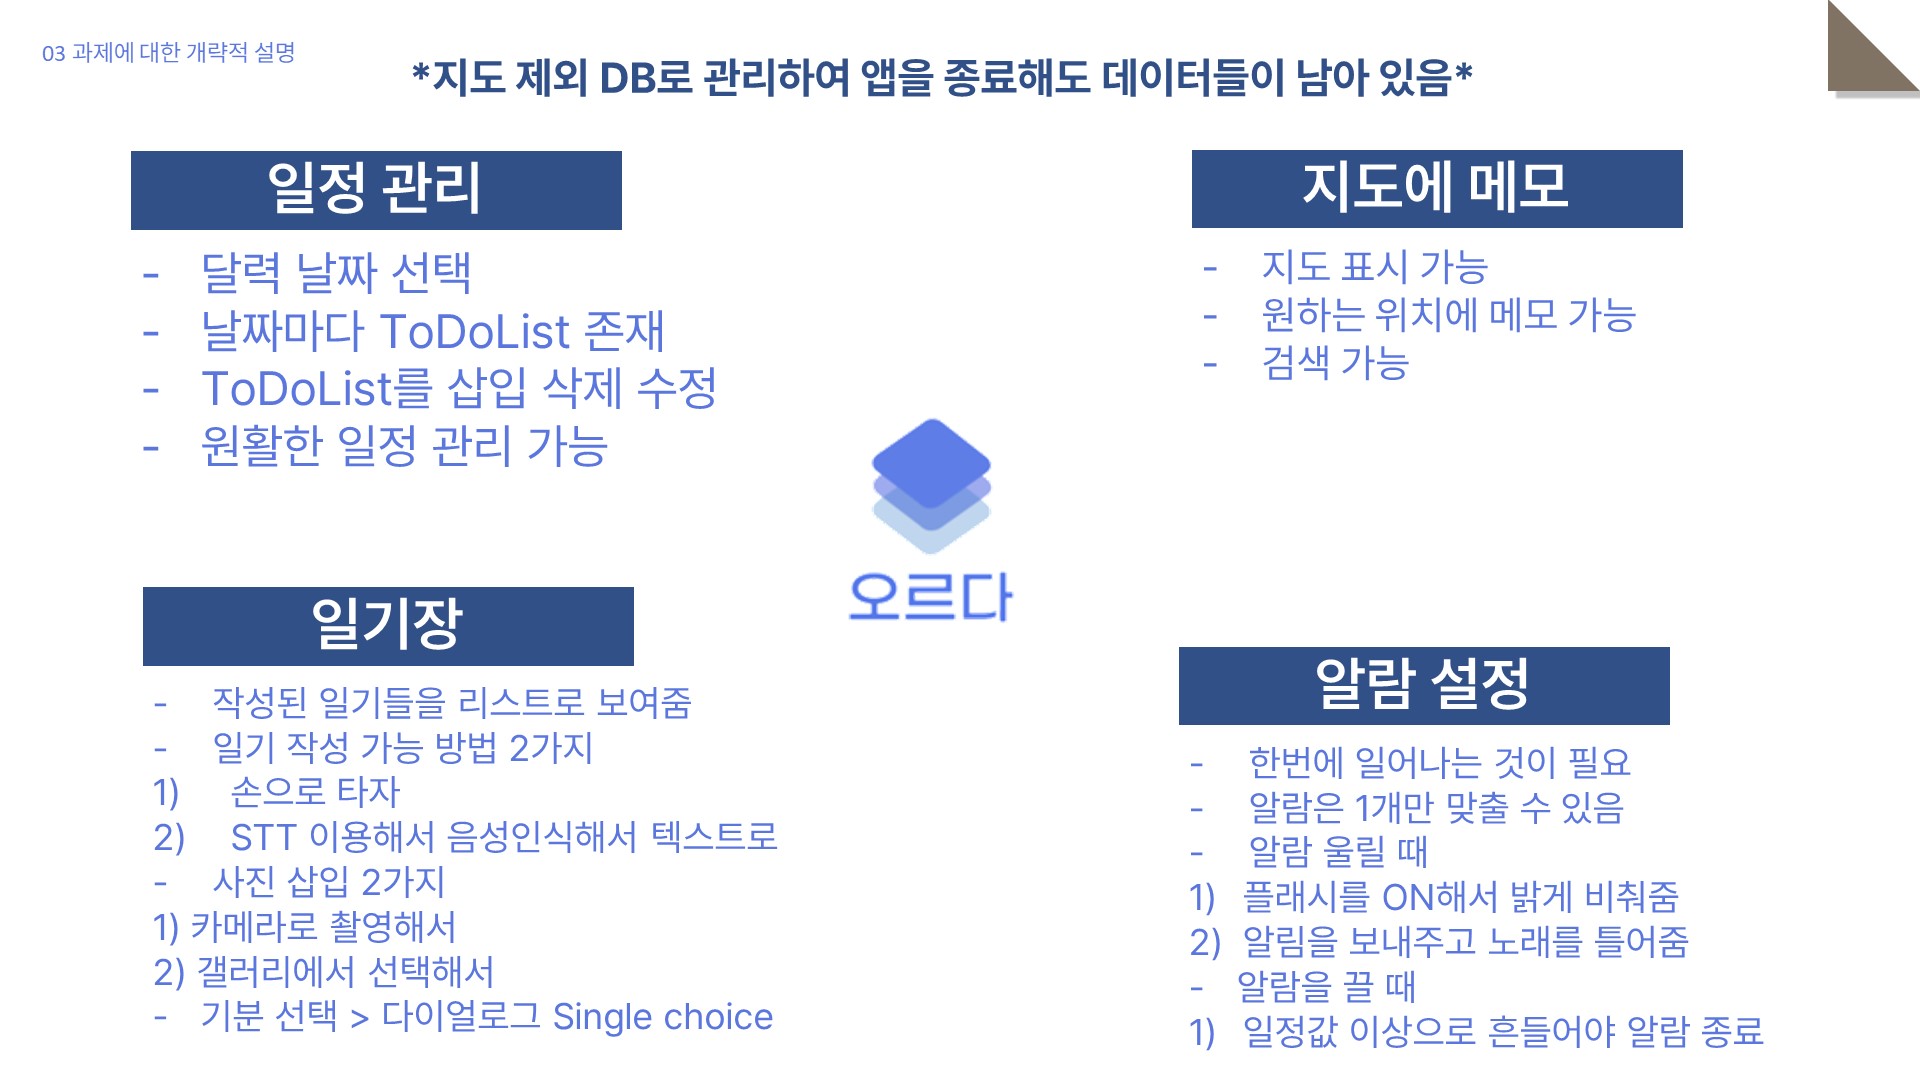 03 과제에 대한 개략적 설명
*지도 제외 DB로 관리하여 앱을 종료해도 데이터들이 남아 있음*
일정 관리
- 달력 날짜 선택
- 날짜마다 ToDoList 존재
- ToDoList를 삽입 삭제 수정
- 원활한 일정 관리 가능
지도에 메모
- 지도 표시 가능
- 원하는 위치에 메모 가능
- 검색 가능
오르다
일기장
- 작성된 일기들을 리스트로 보여줌
- 일기 작성 가능 방법 2가지
1) 손으로 타자
2) STT 이용해서 음성인식해서 텍스트로
- 사진 삽입 2가지
1) 카메라로 촬영해서
2) 갤러리에서 선택해서
- 기분 선택 > 다이얼로그 Single choice
알람 설정
- 한번에 일어나는 것이 필요
- 알람은 1개만 맞출 수 있음
- 알람 울릴 때
1) 플래시를 ON해서 밝게 비춰줌
2) 알림을 보내주고 노래를 틀어줌
- 알람을 끌 때
1) 일정값 이상으로 흔들어야 알람 종료